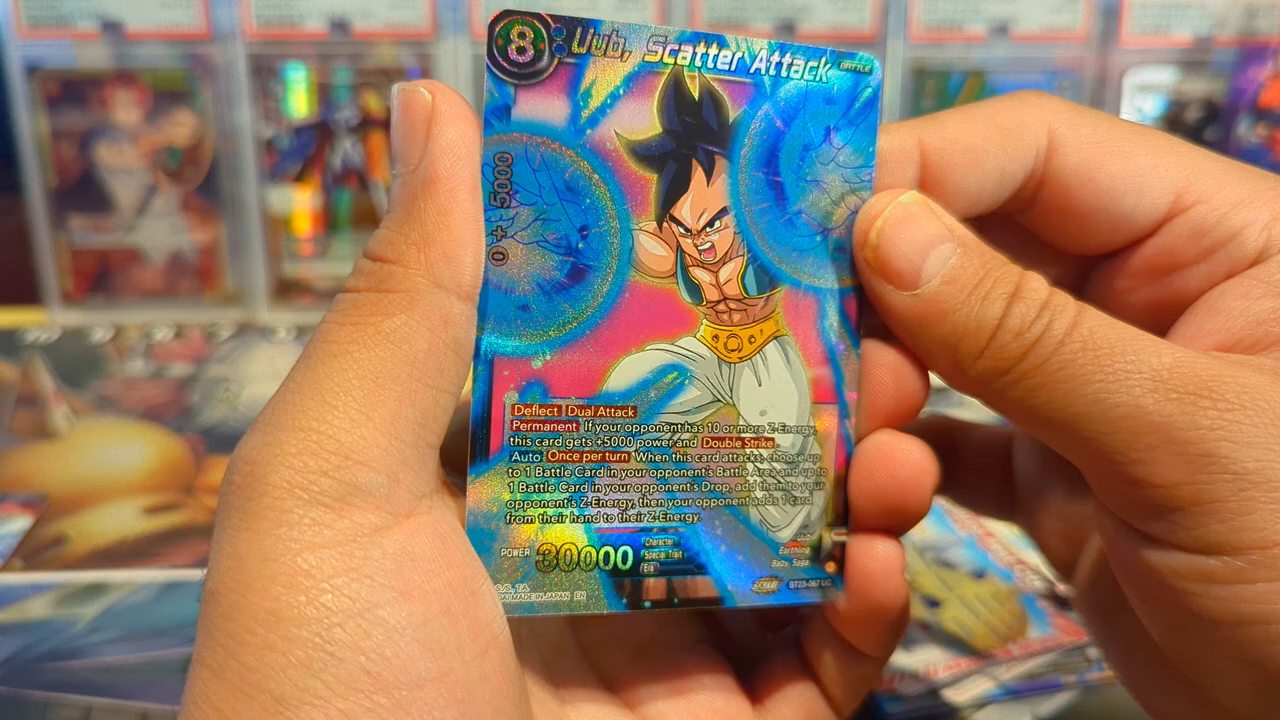 8
Uub, Scatter Attack
BATTLE
0 + 5000
Deflect Dual Attack
Permanent If your opponent has 10 or more Z-Energy,
this card gets +5000 power and Double Strike.
Auto Once per turn When this card attacks, choose up
to 1 Battle Card in your opponent's Battle Area and up to
1 Battle Card in your opponent's Drop, add them to your
opponent's Z-Energy, then your opponent adds 1 card
from their hand to their Z-Energy.
POWER 30000
Character Uub
Special Trait Earthling
Era Baby Saga
BT23-067 UC
MADE IN JAPAN EN